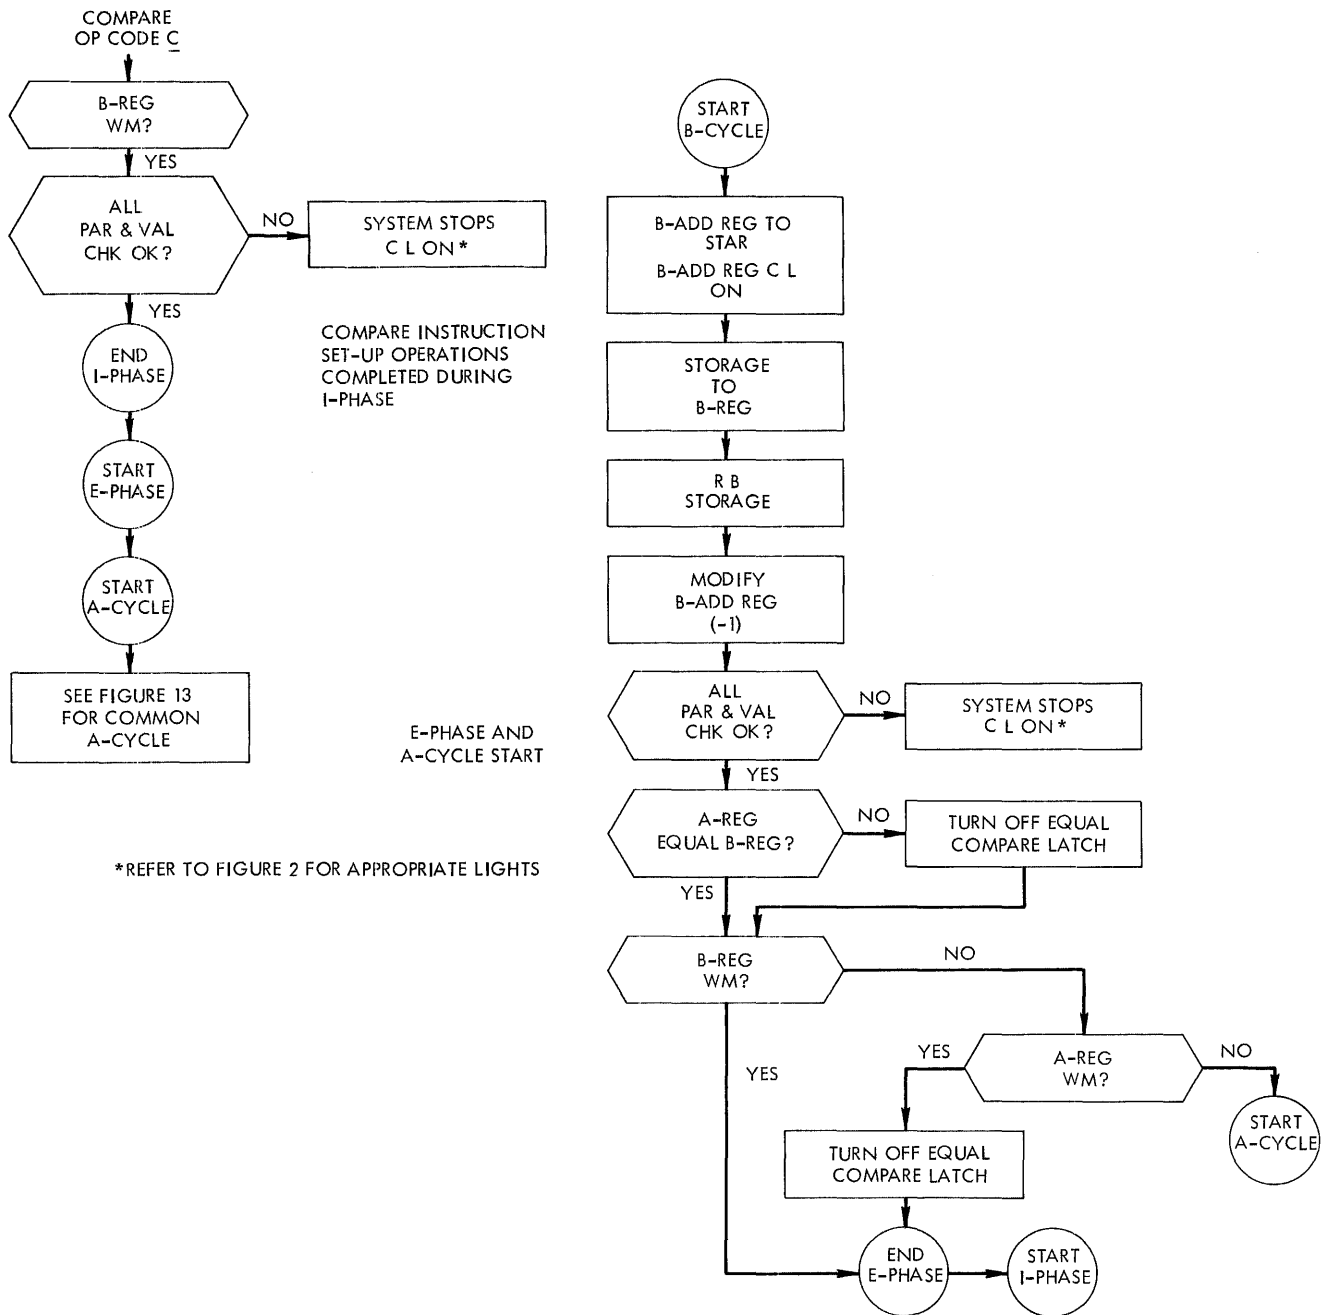 COMPARE
OP CODE C
B-REG
WM?
YES
ALL
PAR & VAL
CHK OK?
NO
SYSTEM STOPS
C L ON*
YES
END
I-PHASE
COMPARE INSTRUCTION
SET-UP OPERATIONS
COMPLETED DURING
I-PHASE
START
E-PHASE
START
A-CYCLE
SEE FIGURE 13
FOR COMMON
A-CYCLE
E-PHASE AND
A-CYCLE START
*REFER TO FIGURE 2 FOR APPROPRIATE LIGHTS
START
B-CYCLE
B-ADD REG TO
STAR
B-ADD REG C L
ON
STORAGE
TO
B-REG
R B
STORAGE
MODIFY
B-ADD REG
(-1)
ALL
PAR & VAL
CHK OK?
NO
SYSTEM STOPS
C L ON*
YES
A-REG
EQUAL B-REG?
NO
TURN OFF EQUAL
COMPARE LATCH
YES
B-REG
WM?
NO
YES
A-REG
WM?
YES
NO
START
A-CYCLE
TURN OFF EQUAL
COMPARE LATCH
END
E-PHASE
START
I-PHASE